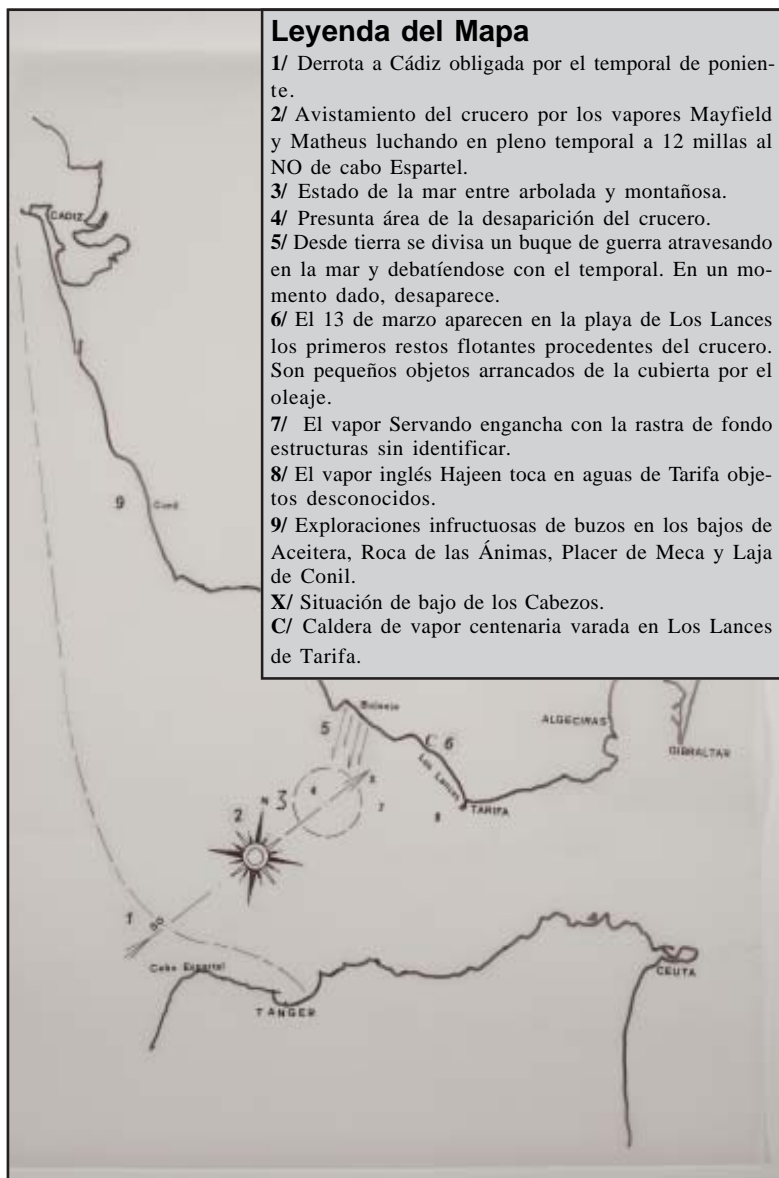 Leyenda del Mapa
1/ Derrota a Cádiz obligada por el temporal de ponien-
te.
2/ Avistamiento del crucero por los vapores Mayfield
y Matheus luchando en pleno temporal a 12 millas al
NO de cabo Espartel.
3/ Estado de la mar entre arbolada y montañosa.
4/ Presunta área de la desaparición del crucero.
5/ Desde tierra se divisa un buque de guerra atravesando
en la mar y debatíendose con el temporal. En un mo-
mento dado, desaparece.
6/ El 13 de marzo aparecen en la playa de Los Lances
los primeros restos flotantes procedentes del crucero.
Son pequeños objetos arrancados de la cubierta por el
oleaje.
7/ El vapor Servando engancha con la rastra de fondo
estructuras sin identificar.
8/ El vapor inglés Hajeen toca en aguas de Tarifa obje-
tos desconocidos.
9/ Exploraciones infructuosas de buzos en los bajos de
Aceitera, Roca de las Ánimas, Placer de Meca y Laja
de Conil.
X/ Situación de bajo de los Cabezos.
C/ Caldera de vapor centenaria varada en Los Lances
de Tarifa.
CADIZ
9
Conil
Bolonia
5
C 6
ALGECIRAS
GIBRALTAR
Los Lances
4
X
N
3
2
7
8
TARIFA
1
Cabo Espartel
CEUTA
TANGER